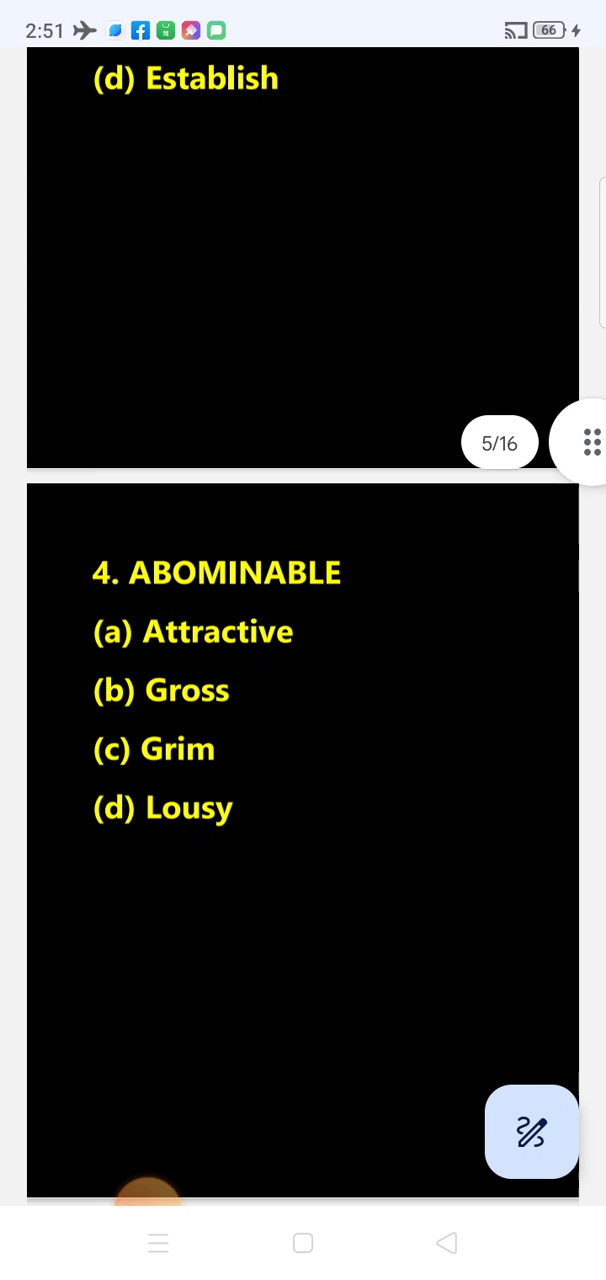 2:51
66
(d) Establish
5/16
4. ABOMINABLE
(a) Attractive
(b) Gross
(c) Grim
(d) Lousy